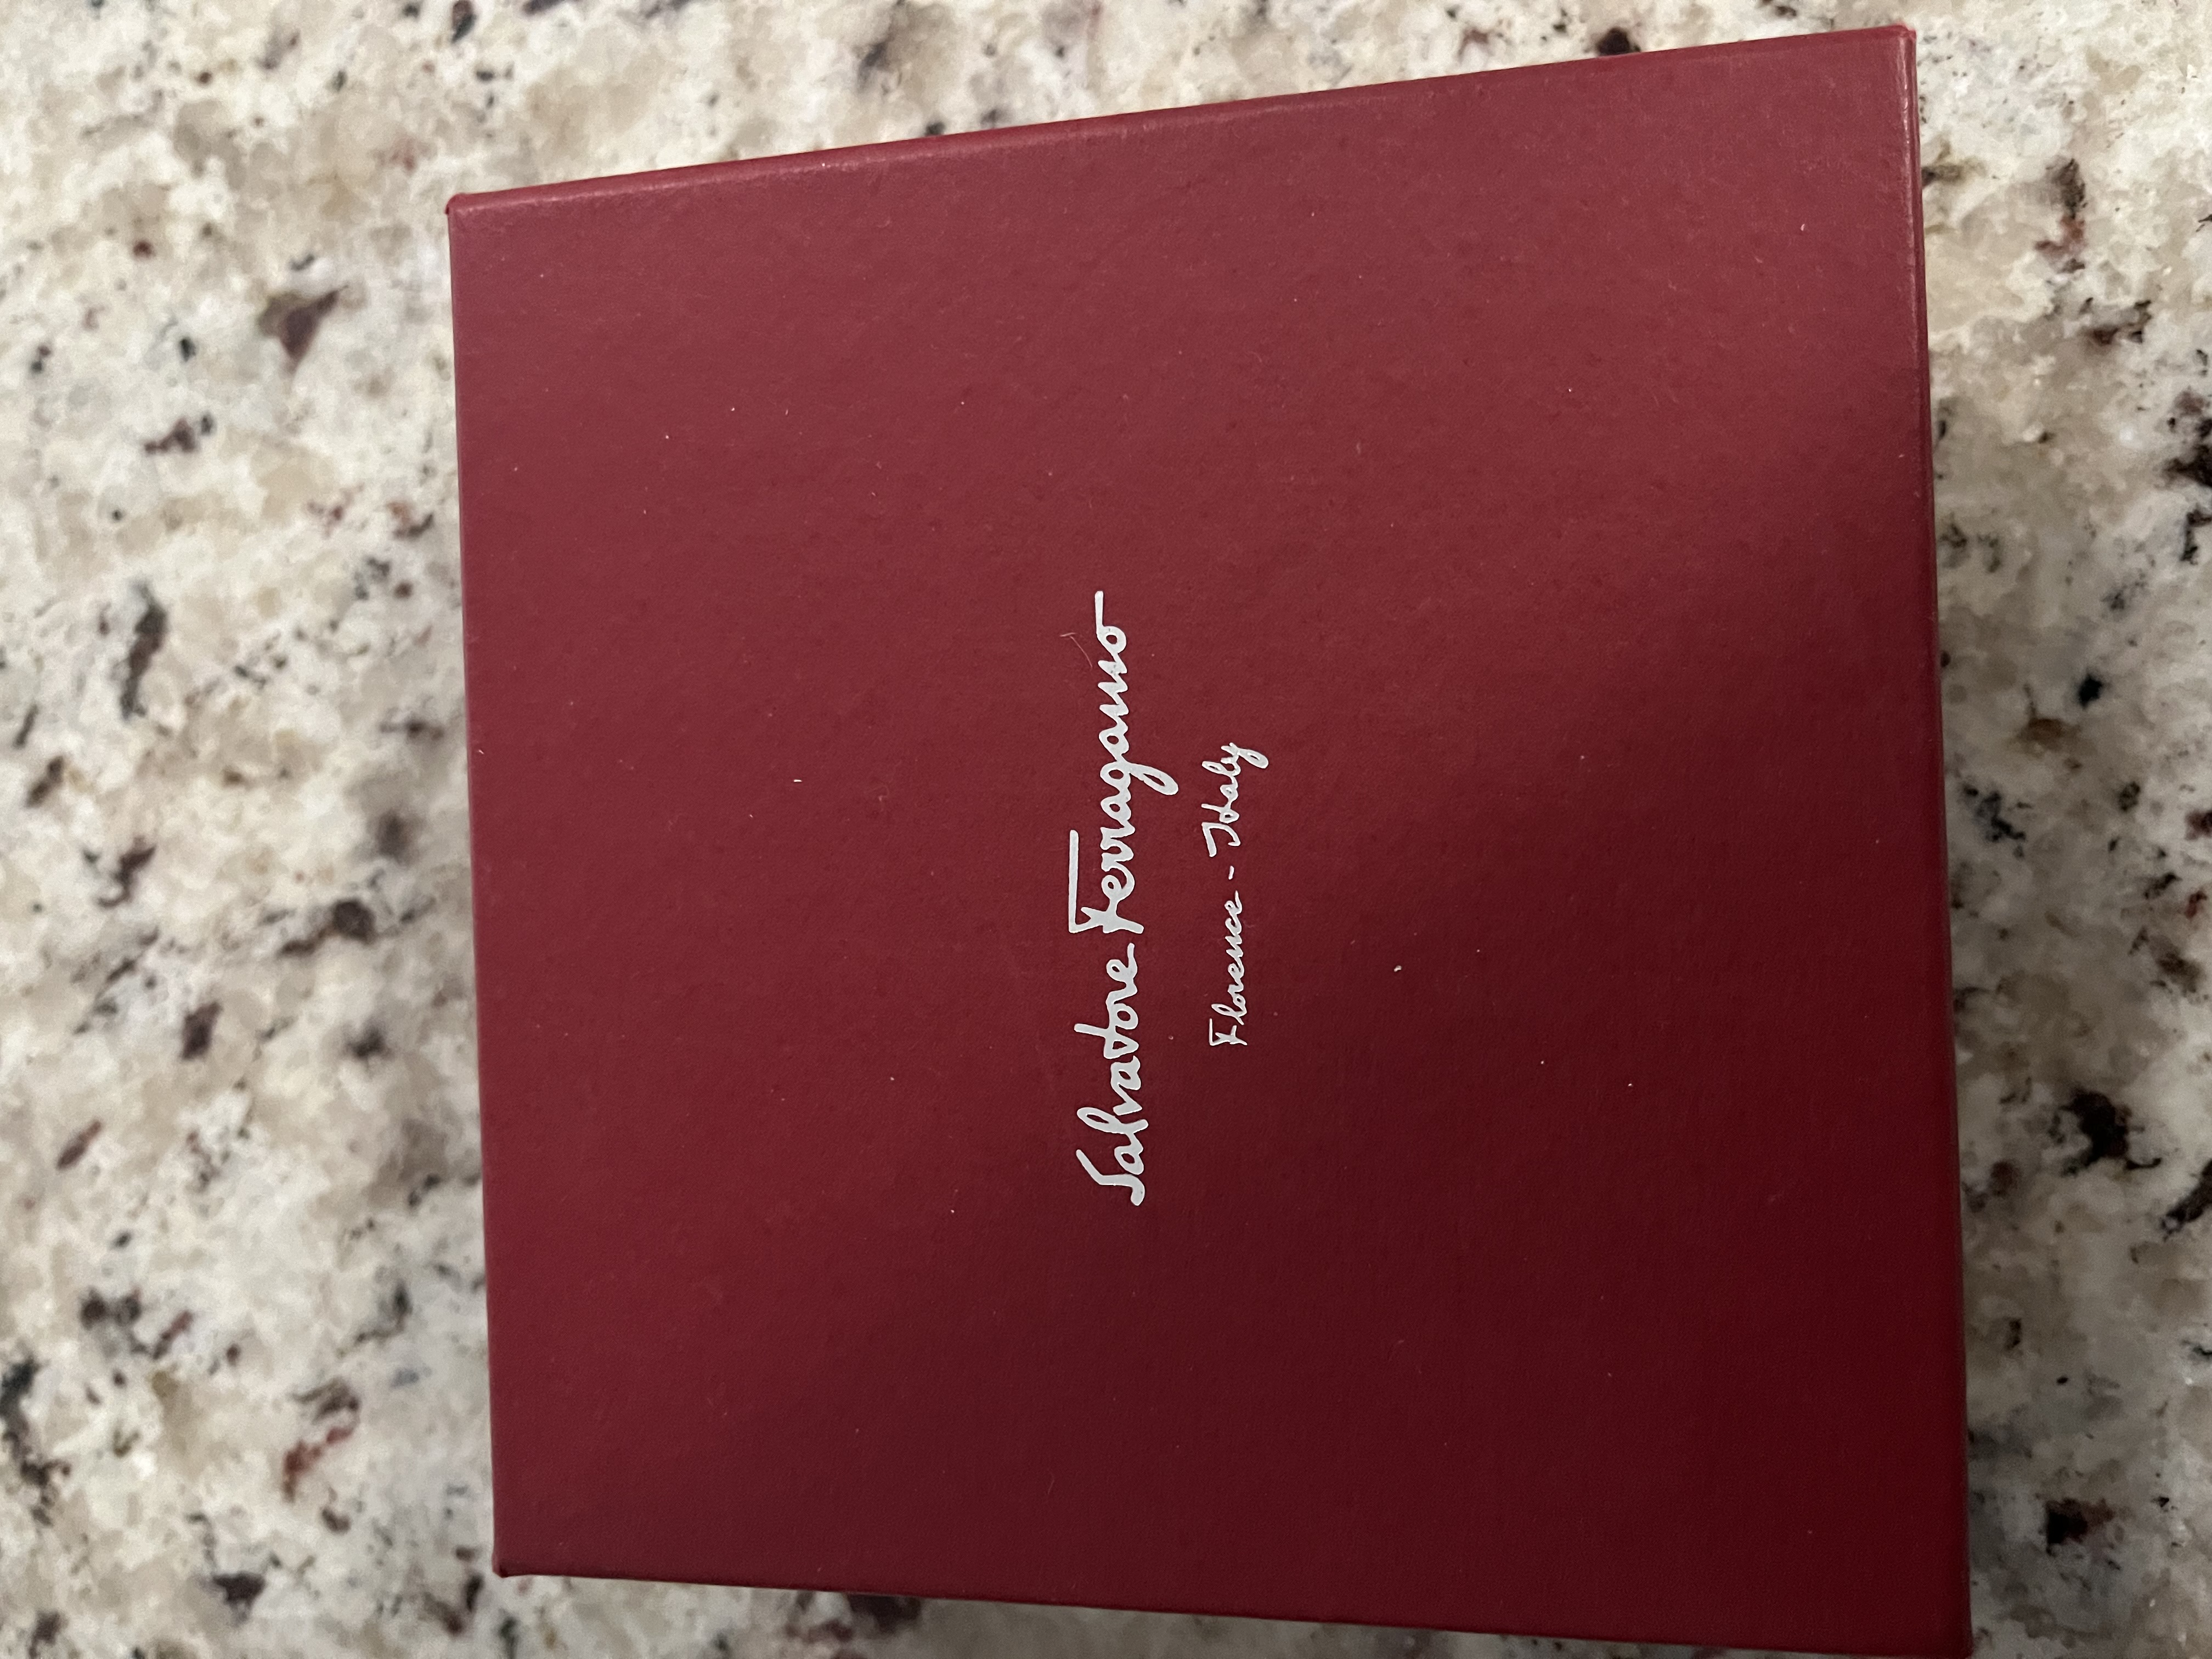 Salvatore Ferragamo
Florence - Italy